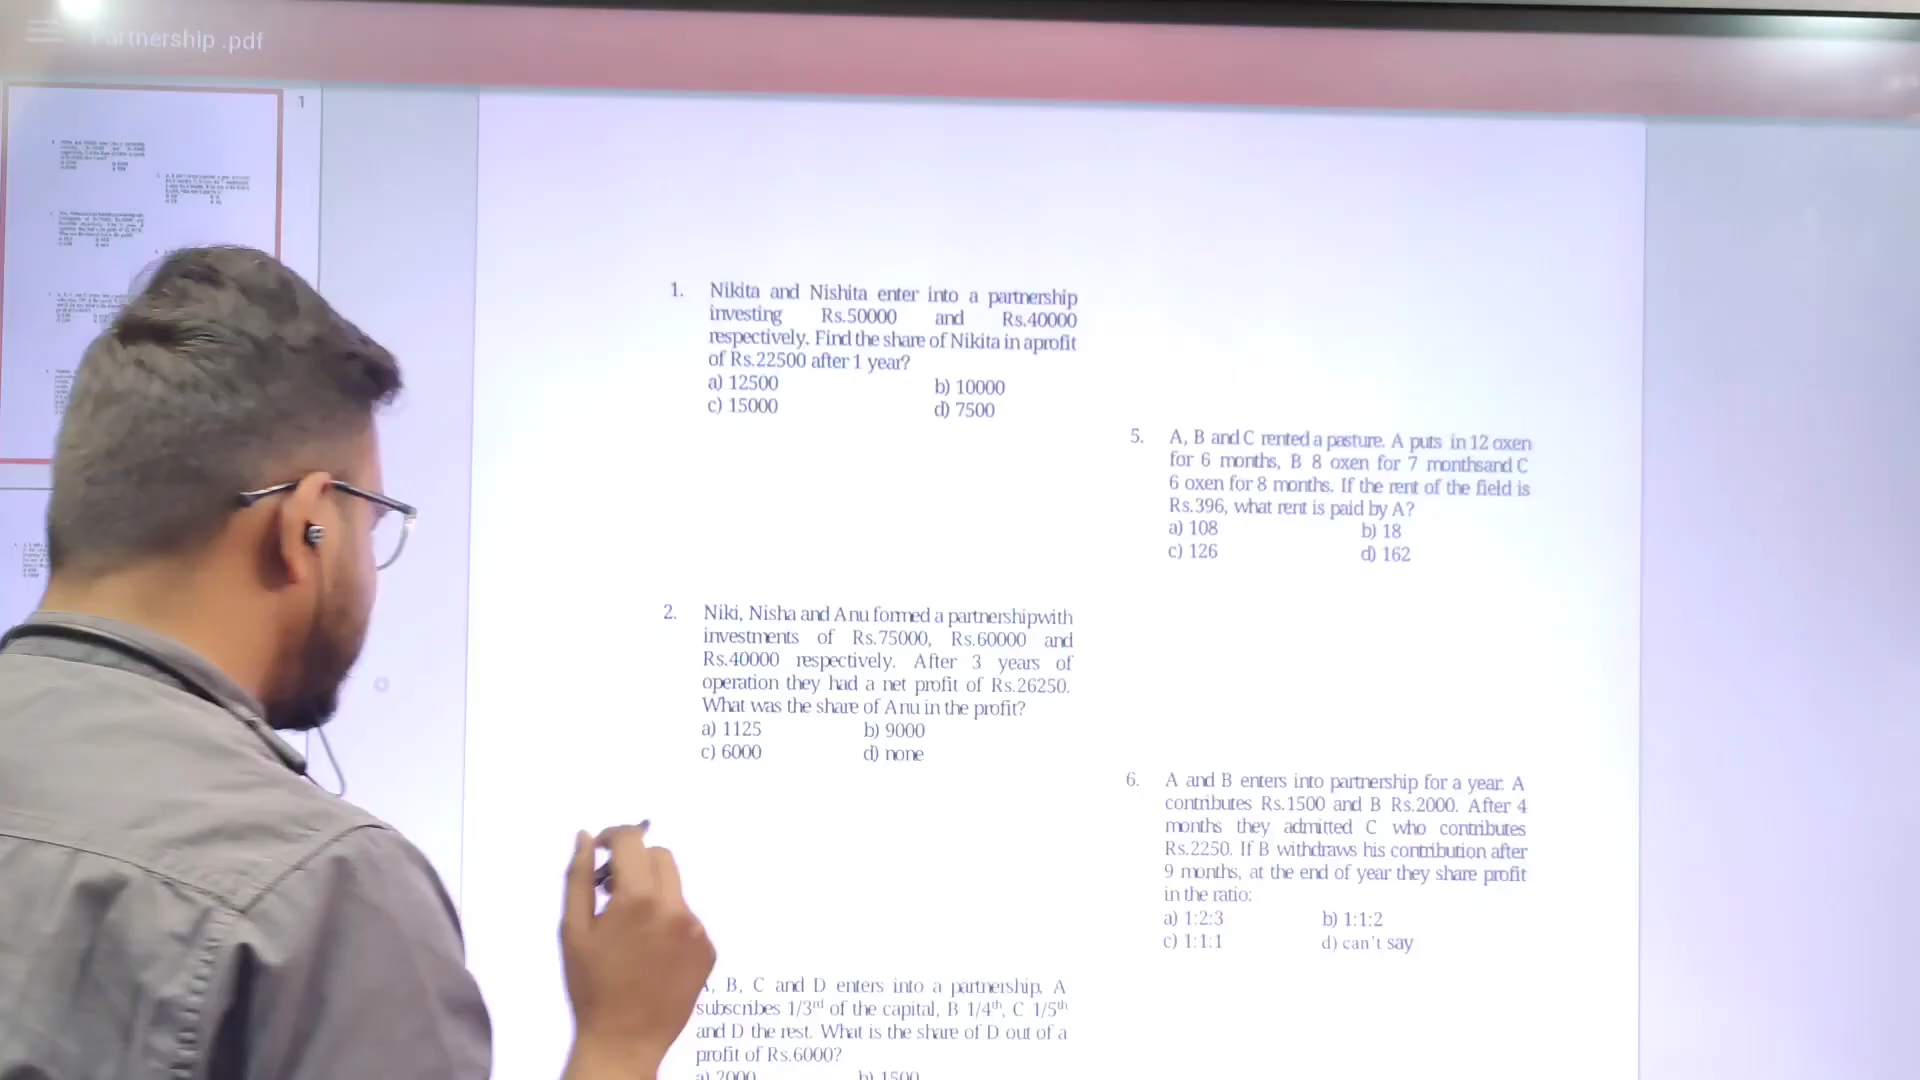 Partnership .pdf
1
1. Nikita and Nishita enter into a partnership
investing Rs.50000 and Rs.40000
respectively. Find the share of Nikita in aprofit
of Rs.22500 after 1 year?
a) 12500 b) 10000
c) 15000 d) 7500
2. Niki, Nisha and Anu formed a partnershipwith
investments of Rs.75000, Rs.60000 and
Rs.40000 respectively. After 3 years of
operation they had a net profit of Rs.26250.
What was the share of Anu in the profit?
a) 1125 b) 9000
c) 6000 d) none
, B, C and D enters into a partnership. A
subscribes 1/3rd of the capital, B 1/4th, C 1/5th
and D the rest. What is the share of D out of a
profit of Rs.6000?
a) 2000 b) 1500
5. A, B and C rented a pasture. A puts in 12 oxen
for 6 months, B 8 oxen for 7 monthsand C
6 oxen for 8 months. If the rent of the field is
Rs.396, what rent is paid by A?
a) 108 b) 18
c) 126 d) 162
6. A and B enters into partnership for a year. A
contributes Rs.1500 and B Rs.2000. After 4
months they admitted C who contributes
Rs.2250. If B withdraws his contribution after
9 months, at the end of year they share profit
in the ratio:
a) 1:2:3 b) 1:1:2
c) 1:1:1 d) can't say